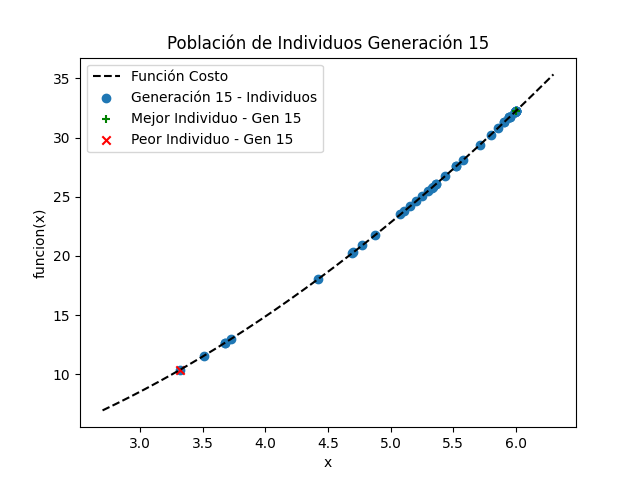 Población de Individuos Generación 15
Función Costo
Generación 15 - Individuos
Mejor Individuo - Gen 15
Peor Individuo - Gen 15
35
30
25
20
15
10
funcion(x)
3.0 3.5 4.0 4.5 5.0 5.5 6.0
x